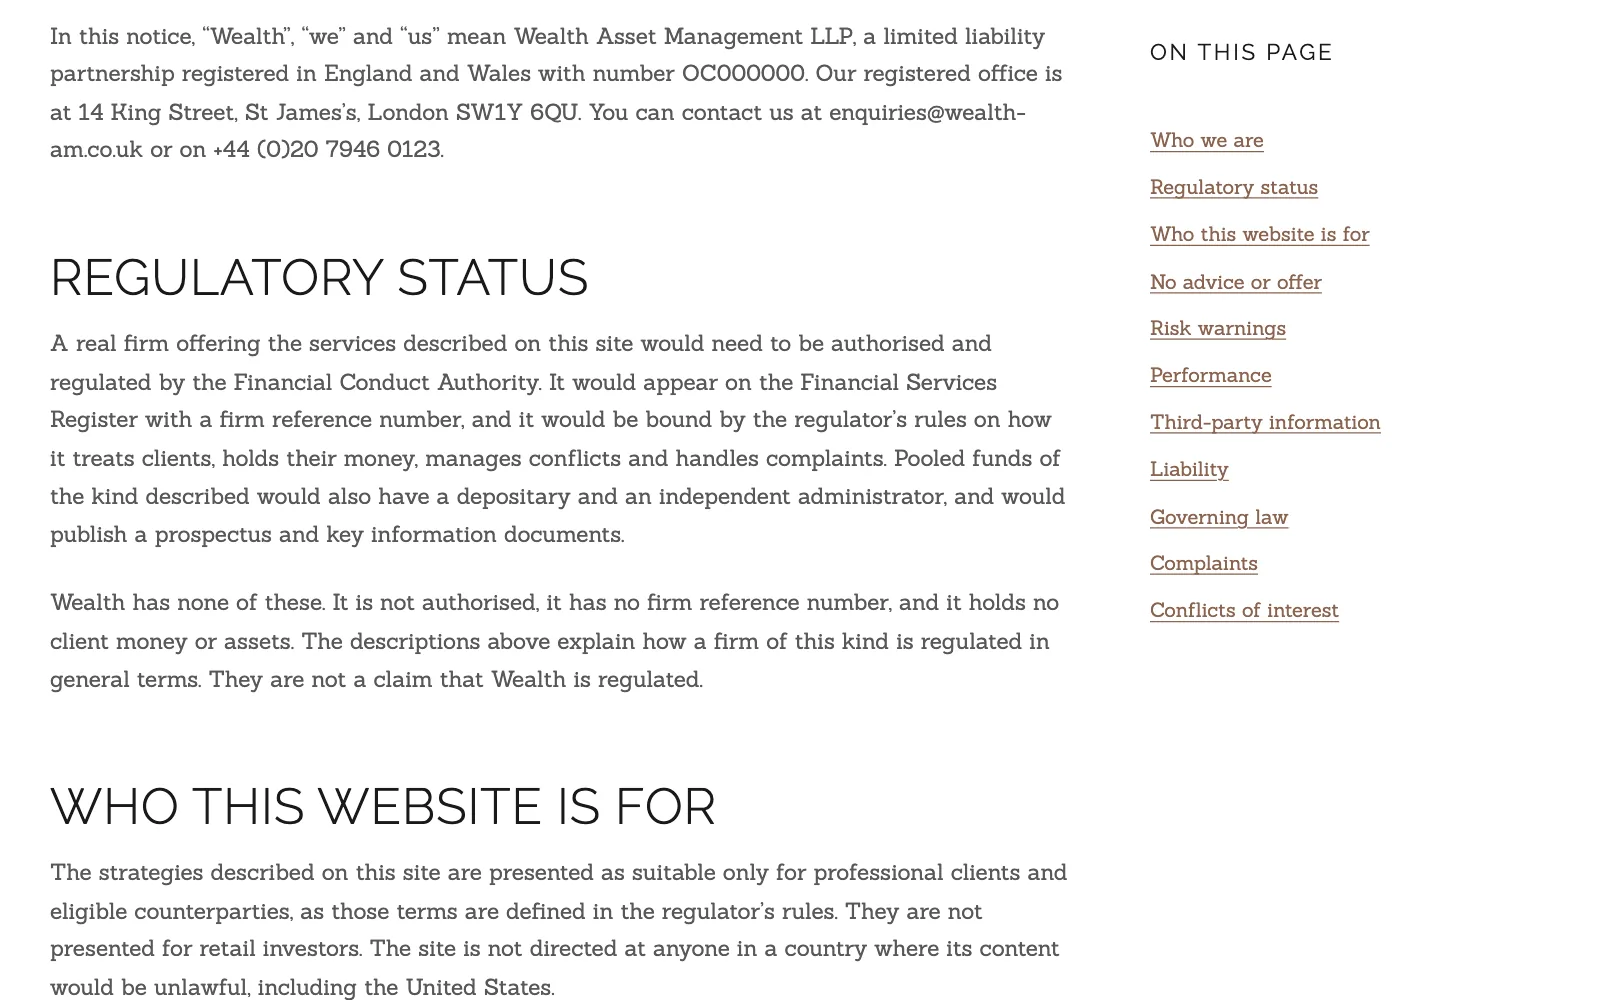 In this notice, “Wealth”, “we” and “us” mean Wealth Asset Management LLP, a limited liability
partnership registered in England and Wales with number OC000000. Our registered office is
at 14 King Street, St James’s, London SW1Y 6QU. You can contact us at enquiries@wealth-
am.co.uk or on +44 (0)20 7946 0123.
REGULATORY STATUS
A real firm offering the services described on this site would need to be authorised and
regulated by the Financial Conduct Authority. It would appear on the Financial Services
Register with a firm reference number, and it would be bound by the regulator’s rules on how
it treats clients, holds their money, manages conflicts and handles complaints. Pooled funds of
the kind described would also have a depositary and an independent administrator, and would
publish a prospectus and key information documents.
Wealth has none of these. It is not authorised, it has no firm reference number, and it holds no
client money or assets. The descriptions above explain how a firm of this kind is regulated in
general terms. They are not a claim that Wealth is regulated.
WHO THIS WEBSITE IS FOR
The strategies described on this site are presented as suitable only for professional clients and
eligible counterparties, as those terms are defined in the regulator’s rules. They are not
presented for retail investors. The site is not directed at anyone in a country where its content
would be unlawful, including the United States.
ON THIS PAGE
Who we are
Regulatory status
Who this website is for
No advice or offer
Risk warnings
Performance
Third-party information
Liability
Governing law
Complaints
Conflicts of interest